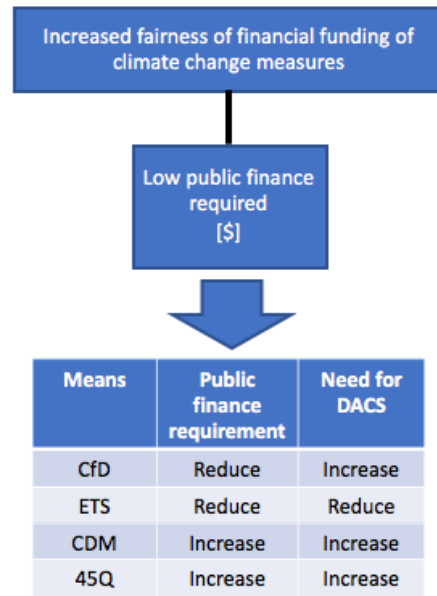 Increased fairness of financial funding of
climate change measures
Low public finance
required
[$]
Means Public Need for
finance DACS
requirement
CfD Reduce Increase
ETS Reduce Reduce
CDM Increase Increase
45Q Increase Increase